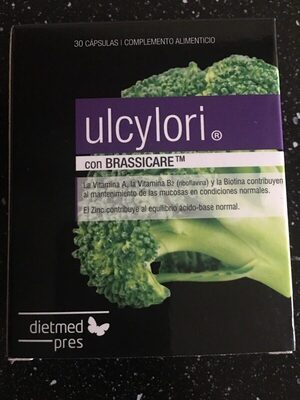 30 CÁPSULAS | COMPLEMENTO ALIMENTICIO
ulcylori ®
con BRASSICARE™
La Vitamina A, la Vitamina B2 (riboflavina) y la Biotina contribuyen
al mantenimiento de las mucosas en condiciones normales.
El Zinc contribuye al equilibrio ácido-base normal.
dietmed
pres